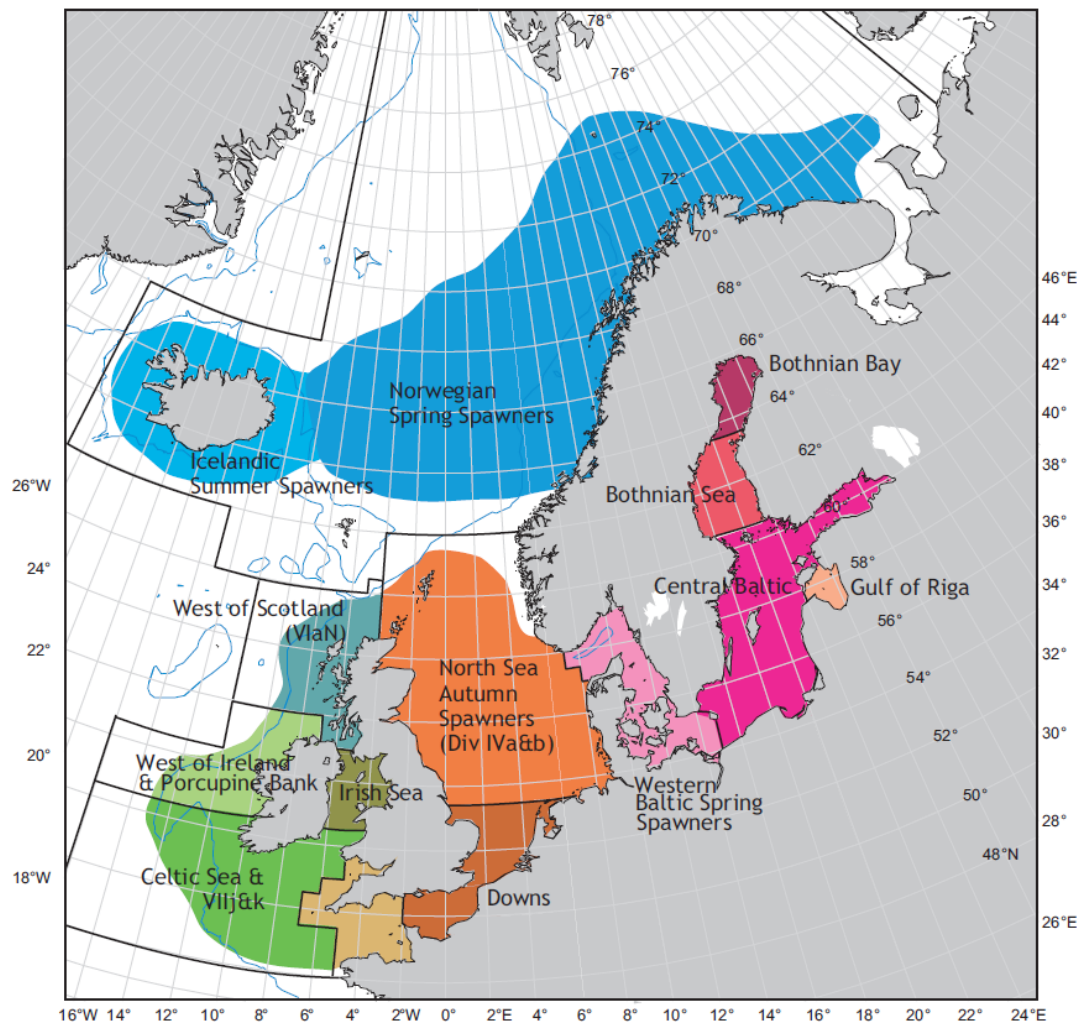 78°
76°
74°
72°
70°
68°
66°
64°
62°
60°
58°
56°
54°
52°
50°
48°N
46°E
44°E
42°E
40°E
38°E
36°E
34°E
32°E
30°E
28°E
26°E
26°W
24°
22°
20°
18°W
Norwegian
Spring Spawners
Icelandic
Summer Spawners
Bothnian Bay
Bothnian Sea
Central Baltic
Gulf of Riga
West of Scotland
(VIaN)
North Sea
Autumn
Spawners
(Div IVa&b)
West of Ireland
& Porcupine Bank
Irish Sea
Western
Baltic Spring
Spawners
Celtic Sea &
VIIj&k
Downs
16°W 14° 12° 10° 8° 6° 4° 2°W 0° 2°E 4° 6° 8° 10° 12° 14° 16° 18° 20° 22° 24°E